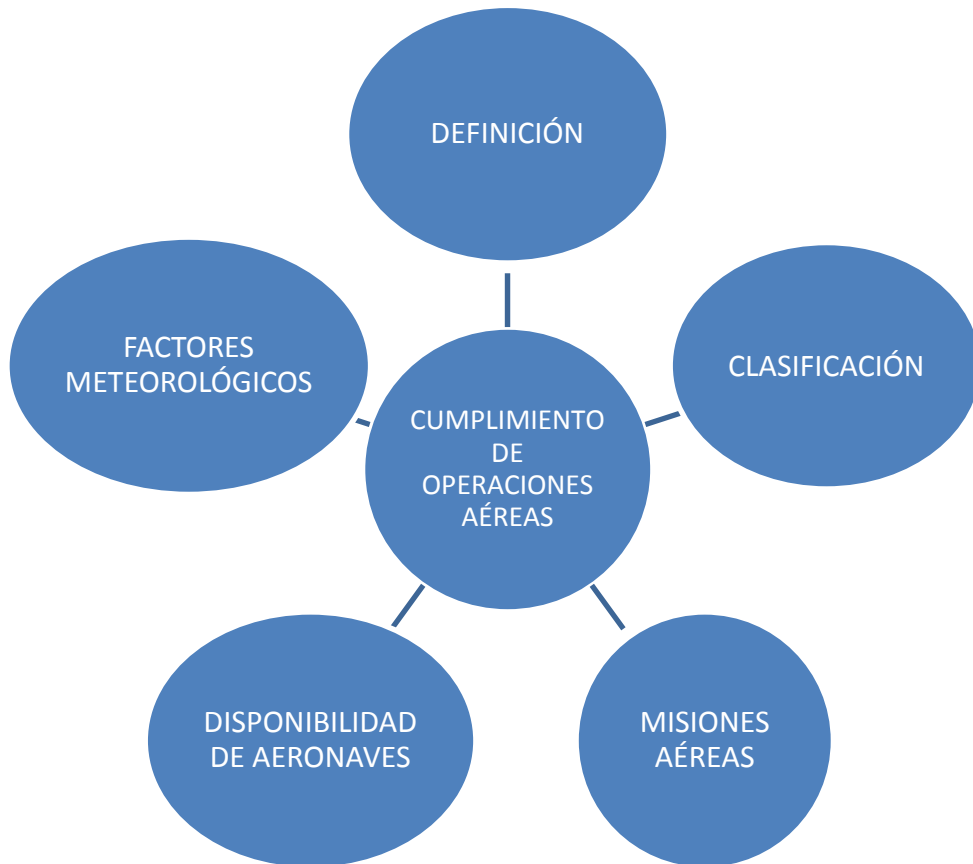 DEFINICIÓN
CLASIFICACIÓN
MISIONES
AÉREAS
DISPONIBILIDAD
DE AERONAVES
FACTORES
METEOROLÓGICOS
CUMPLIMIENTO
DE
OPERACIONES
AÉREAS